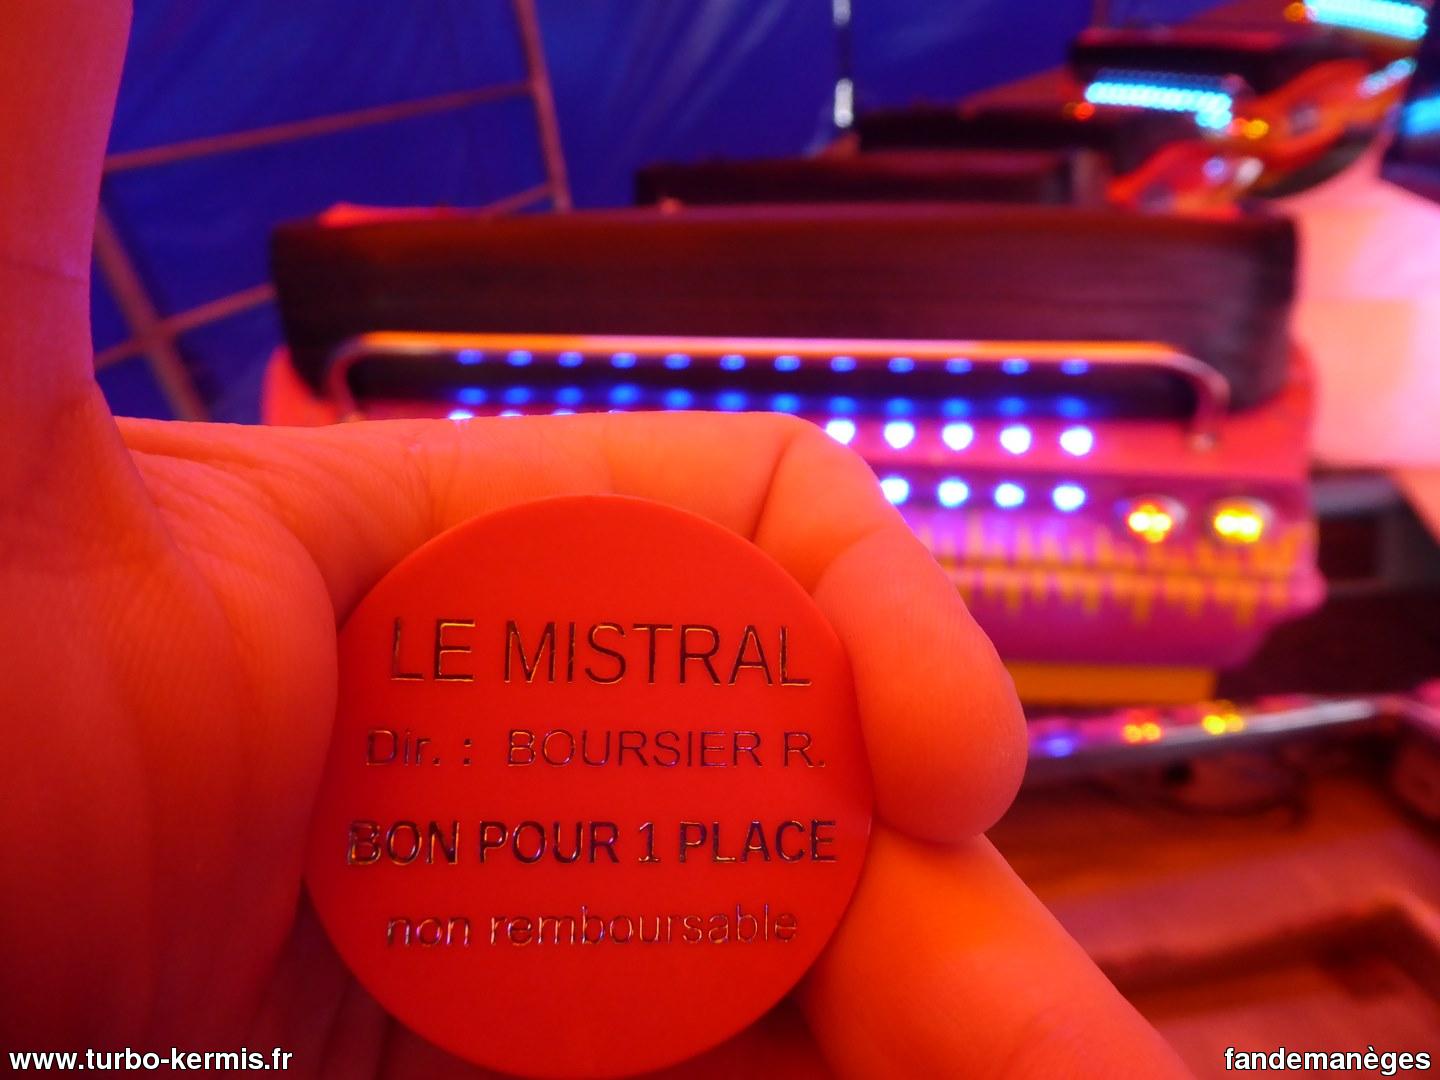 LE MISTRAL
Dir. : BOURSIER R.
BON POUR 1 PLACE
non remboursable
www.turbo-kermis.fr
fandemanèges